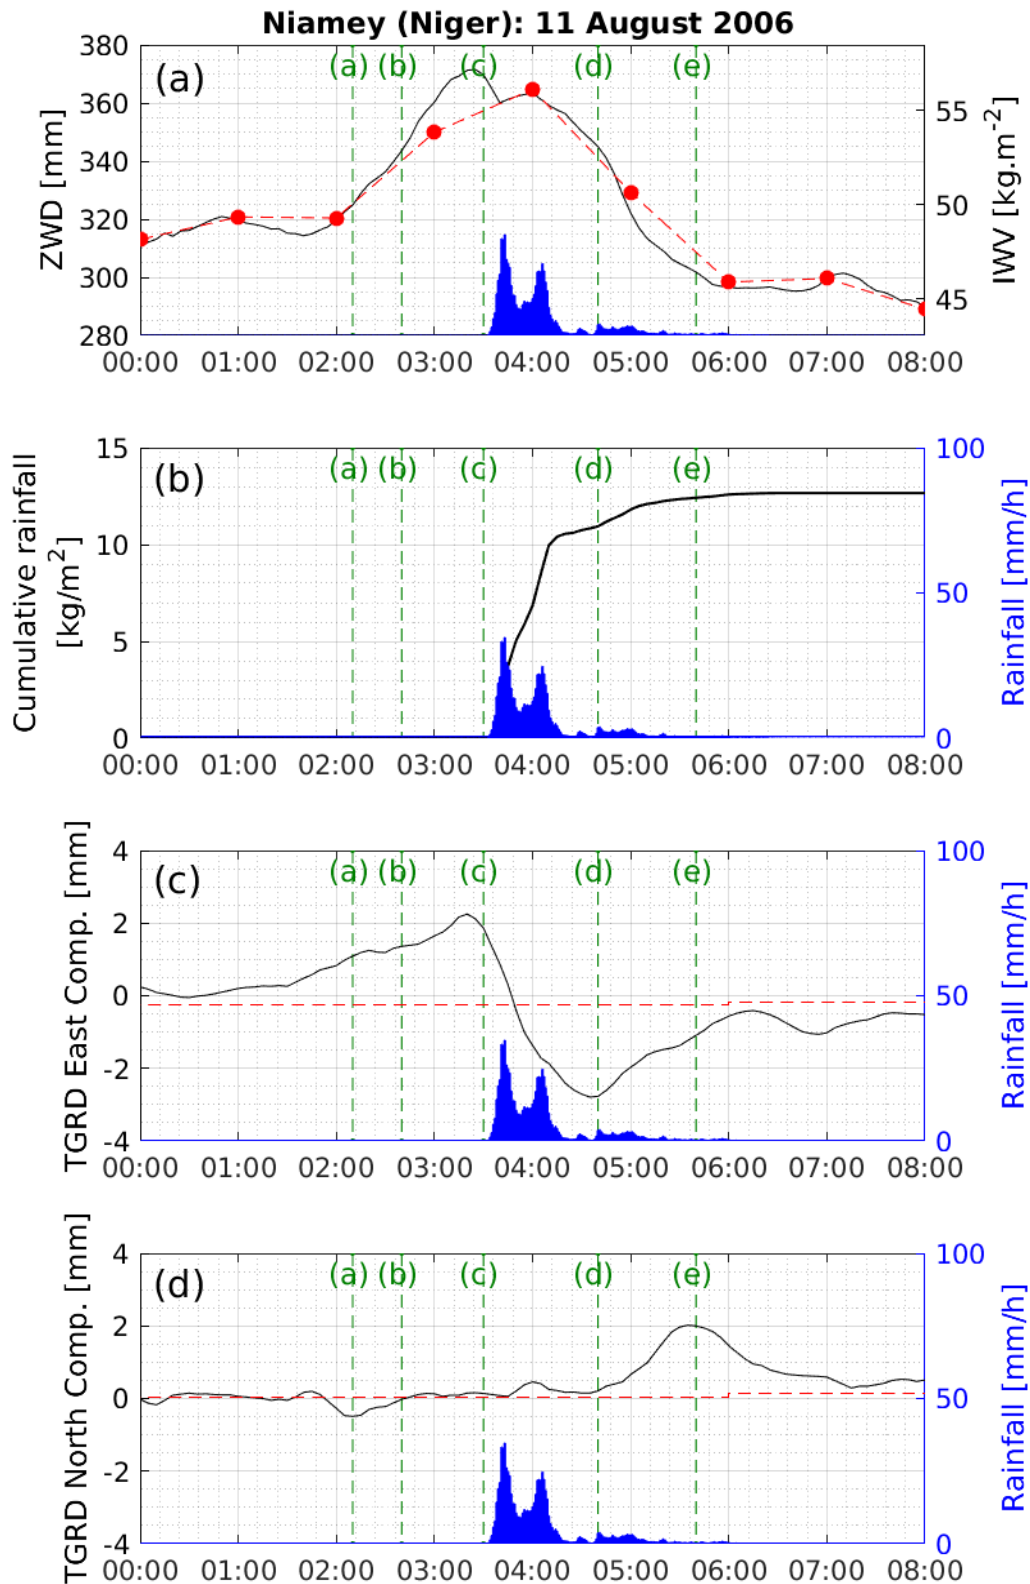 Niamey (Niger): 11 August 2006
(a) (a) (b) (c) (d) (e)
380
360
340
320
300
280
ZWD [mm]
55
50
45
IWV [kg.m-2]
00:00 01:00 02:00 03:00 04:00 05:00 06:00 07:00 08:00
(b) (a) (b) (c) (d) (e)
15
10
5
0
Cumulative rainfall
[kg/m2]
100
50
0
Rainfall [mm/h]
00:00 01:00 02:00 03:00 04:00 05:00 06:00 07:00 08:00
(c) (a) (b) (c) (d) (e)
4
2
0
-2
-4
TGRD East Comp. [mm]
100
50
0
Rainfall [mm/h]
00:00 01:00 02:00 03:00 04:00 05:00 06:00 07:00 08:00
(d) (a) (b) (c) (d) (e)
4
2
0
-2
-4
TGRD North Comp. [mm]
100
50
0
Rainfall [mm/h]
00:00 01:00 02:00 03:00 04:00 05:00 06:00 07:00 08:00